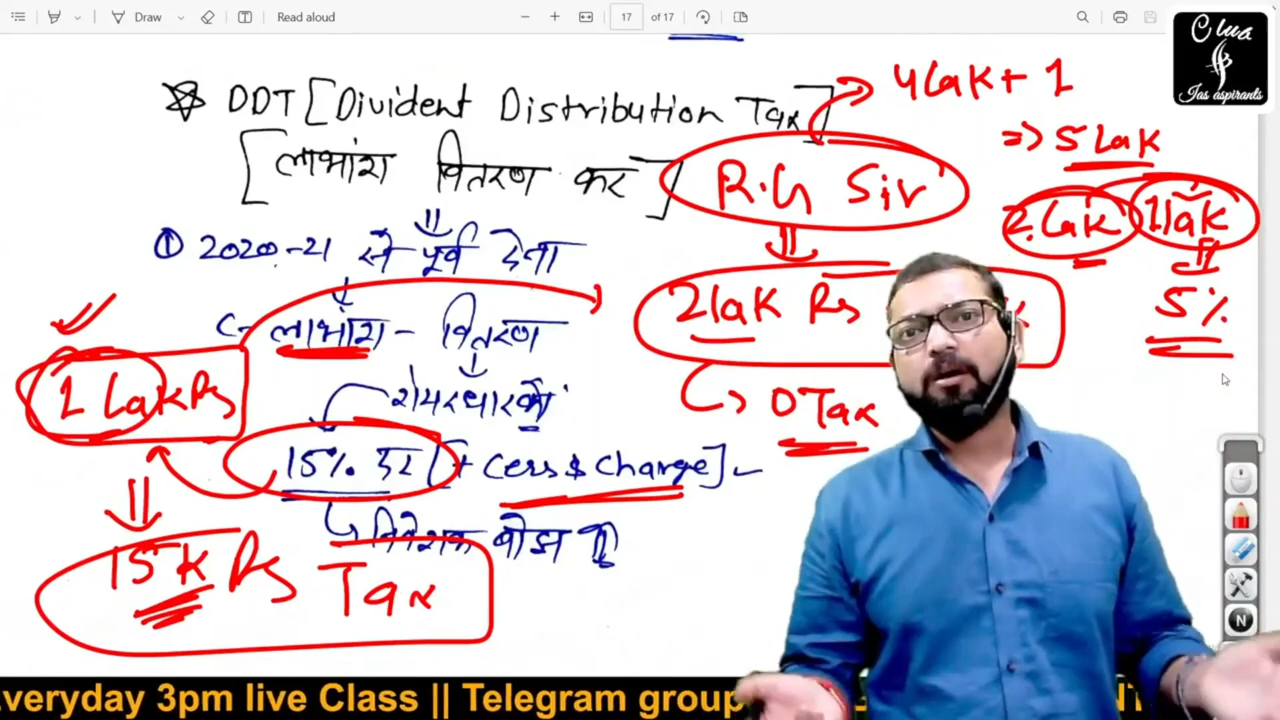 Draw
Read aloud
17 of 17
C lua
Ias aspirants
☆ DDT [Divident Distribution Tax]
[लाभांश वितरण कर]
① 2020-21 से पूर्व देता
लाभांश - वितरण
शेयरधारको
15% दर [+ Cess & Charge]
निवेशक बोझ
1 Lak Rs
15k Rs Tax
R.G Sir
4 Lak + 1
⇒ 5 Lak
2 Lak 1 lak
5%
2 lak Rs
0 Tax
N
everyday 3pm live Class || Telegram group
NT